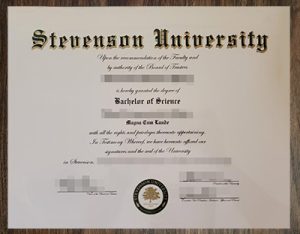 Stevenson University
Upon the recommendation of the Faculty and
by authority of the Board of Trustees
is hereby granted the degree of
Bachelor of Science
Magna Cum Laude
with all the rights and privileges thereunto appertaining.
In Testimony Whereof, we have hereunto affixed our
signatures and the seal of the University
in Stevenson,